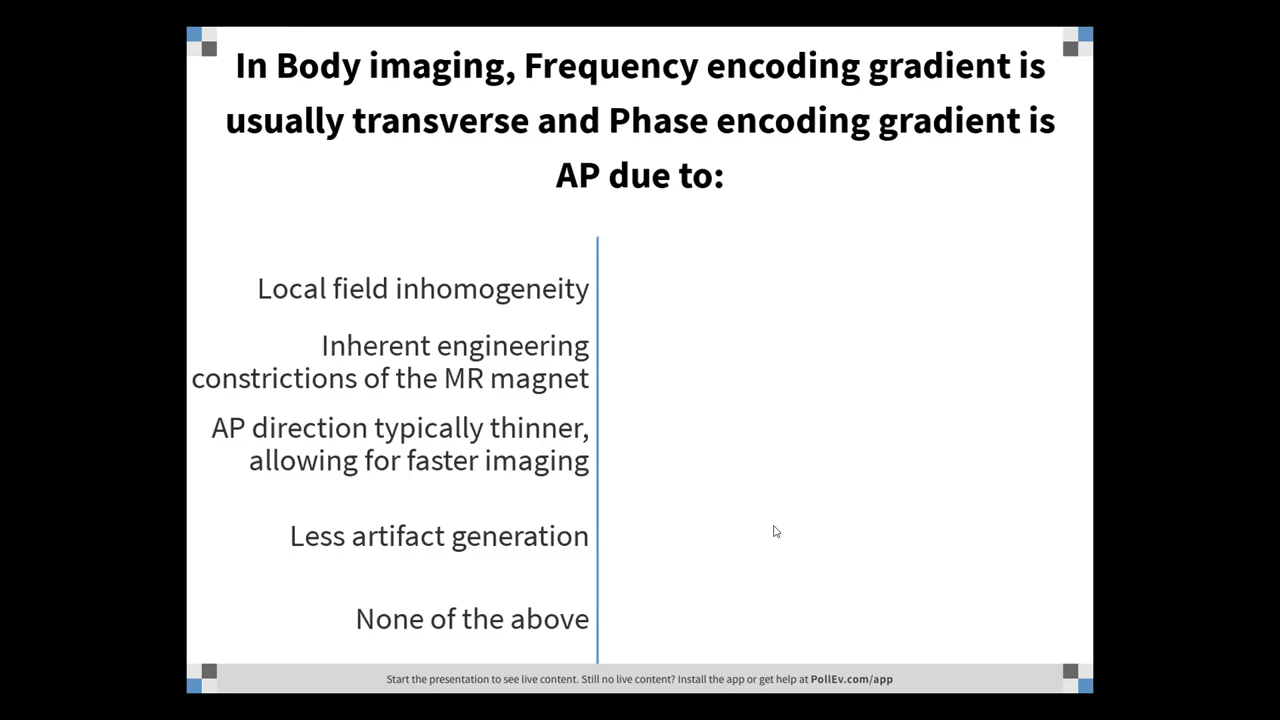 In Body imaging, Frequency encoding gradient is
usually transverse and Phase encoding gradient is
AP due to:
Local field inhomogeneity
Inherent engineering
constrictions of the MR magnet
AP direction typically thinner,
allowing for faster imaging
Less artifact generation
None of the above
Start the presentation to see live content. Still no live content? Install the app or get help at PollEv.com/app